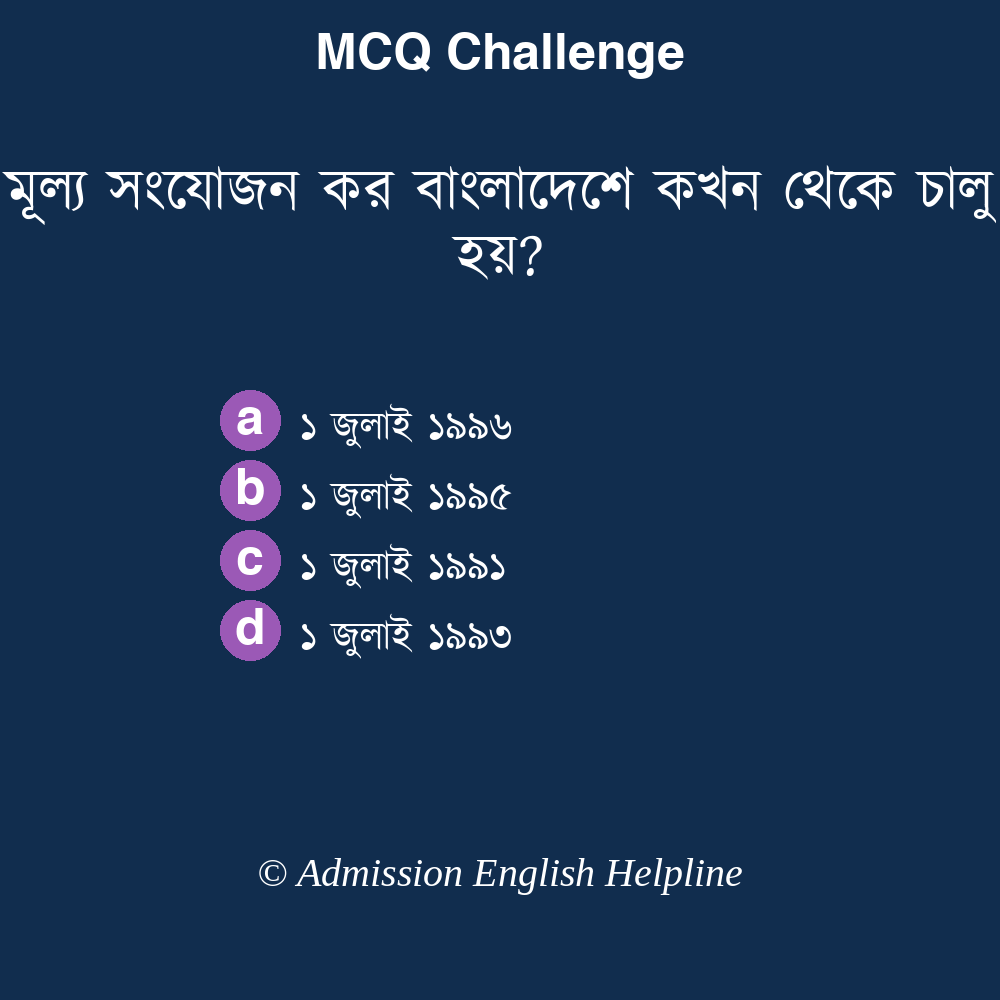 MCQ Challenge
মূল্য সংযোজন কর বাংলাদেশে কখন থেকে চালু
হয়?
a ১ জুলাই ১৯৯৬
b ১ জুলাই ১৯৯৫
c ১ জুলাই ১৯৯১
d ১ জুলাই ১৯৯৩
© Admission English Helpline